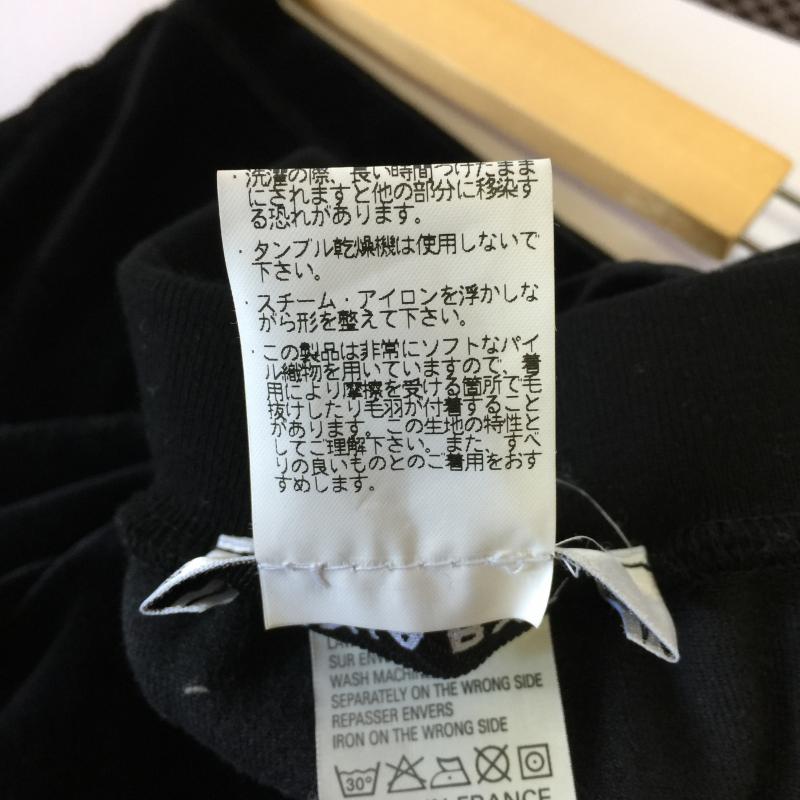 ・洗濯の際、長い時間つけたまま
にされますと他の部分に移染す
る恐れがあります。
・タンブル乾燥機は使用しないで
下さい。
・スチーム・アイロンを浮かしな
がら形を整えて下さい。
・この製品は非常にソフトなパイ
ル織物を用いていますので、着
用により摩擦を受ける箇所で毛
抜けしたり毛羽が付着すること
があります。この生地の特性と
してご理解下さい。また、すべ
りの良いものとのご着用をおす
すめします。
SUR
WASH
SEPARATELY ON THE WRONG SIDE
REPASSER ENVERS
IRON ON THE WRONG SIDE
30°
FRANCE